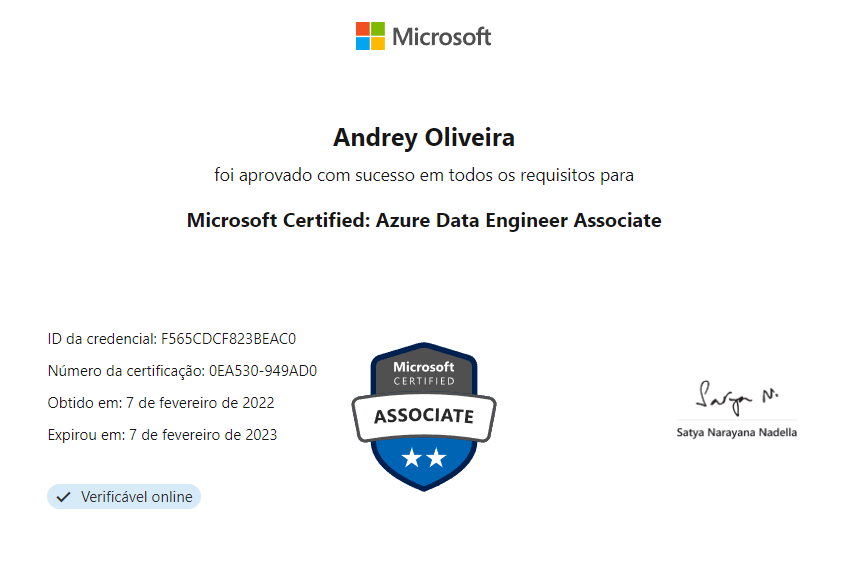 Microsoft
Andrey Oliveira
foi aprovado com sucesso em todos os requisitos para
Microsoft Certified: Azure Data Engineer Associate
ID da credencial: F565CDCF823BEAC0
Número da certificação: 0EA530-949AD0
Obtido em: 7 de fevereiro de 2022
Expirou em: 7 de fevereiro de 2023
Verificável online
Microsoft
CERTIFIED
ASSOCIATE
Satya N.
Satya Narayana Nadella